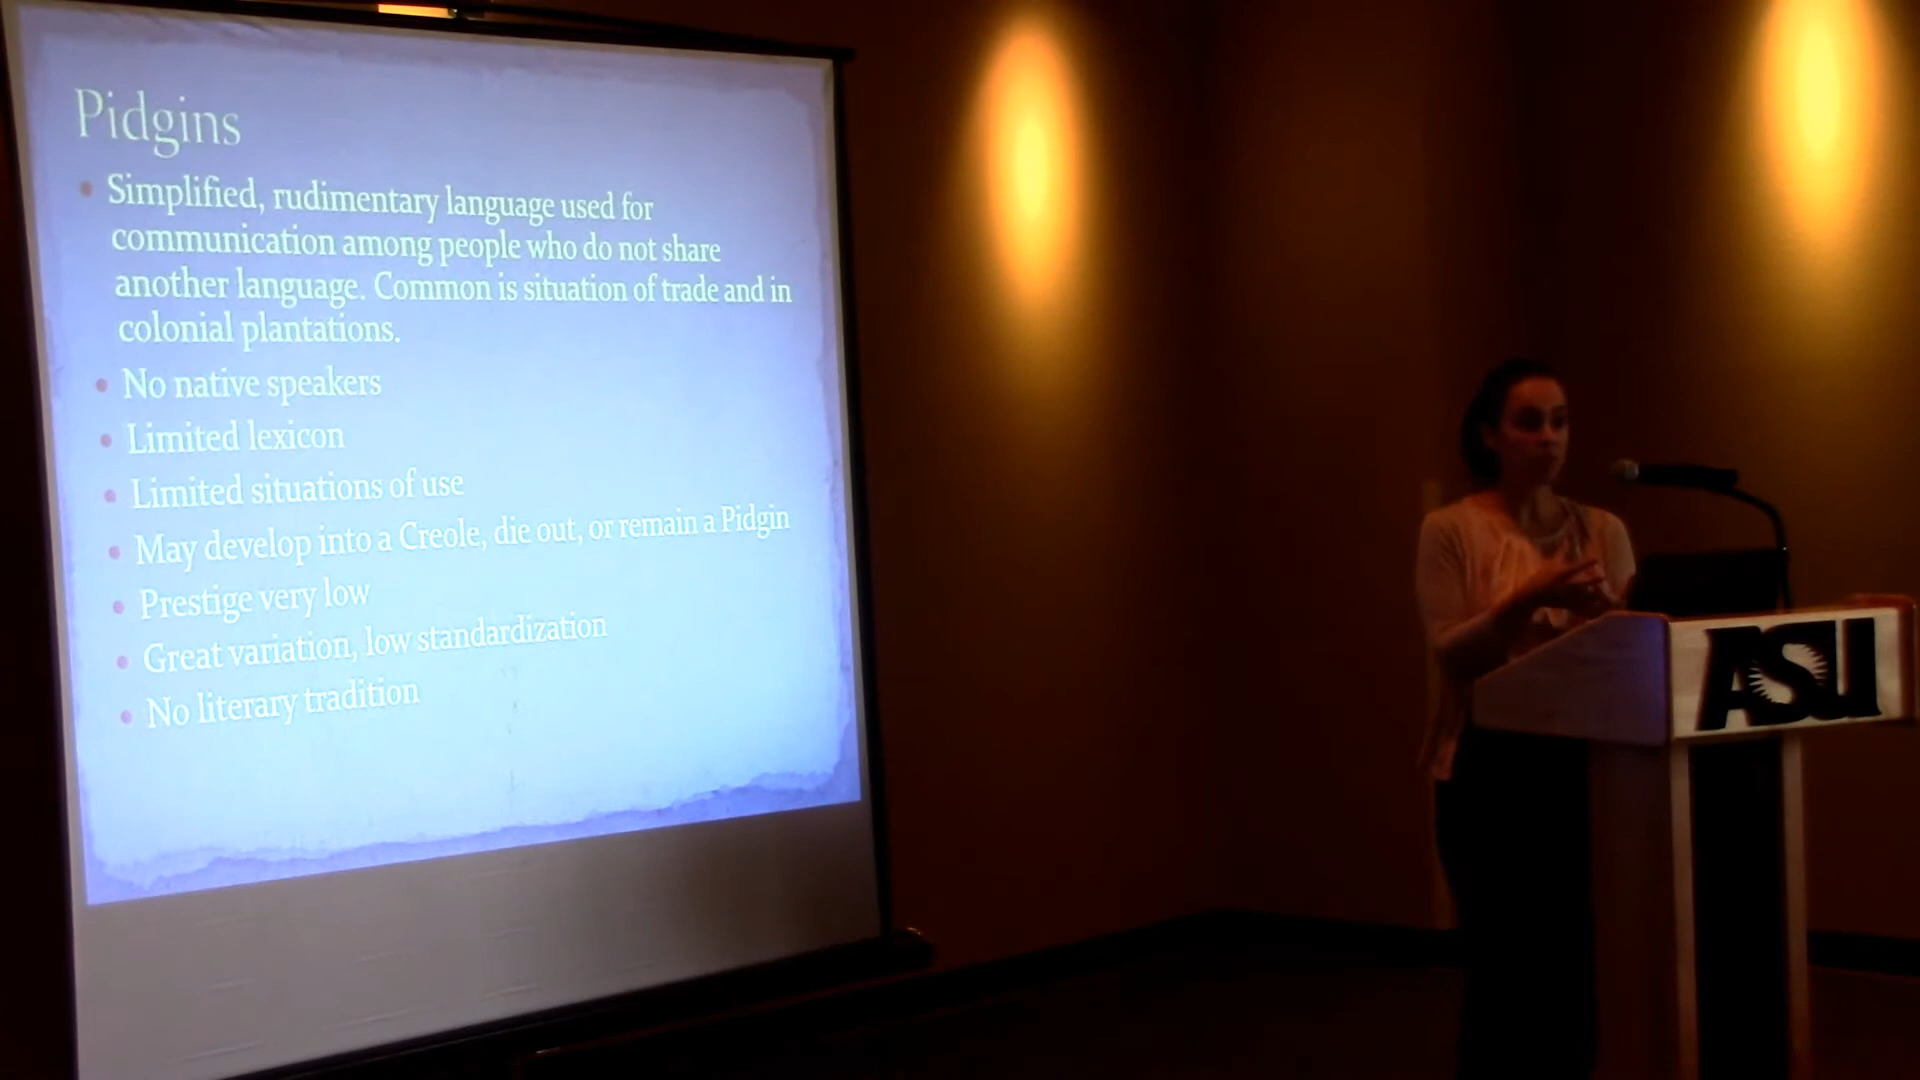 Pidgins
Simplified, rudimentary language used for
communication among people who do not share
another language. Common is situation of trade and in
colonial plantations.
No native speakers
Limited lexicon
Limited situations of use
May develop into a Creole, die out, or remain a Pidgin
Prestige very low
Great variation, low standardization
No literary tradition
ASU